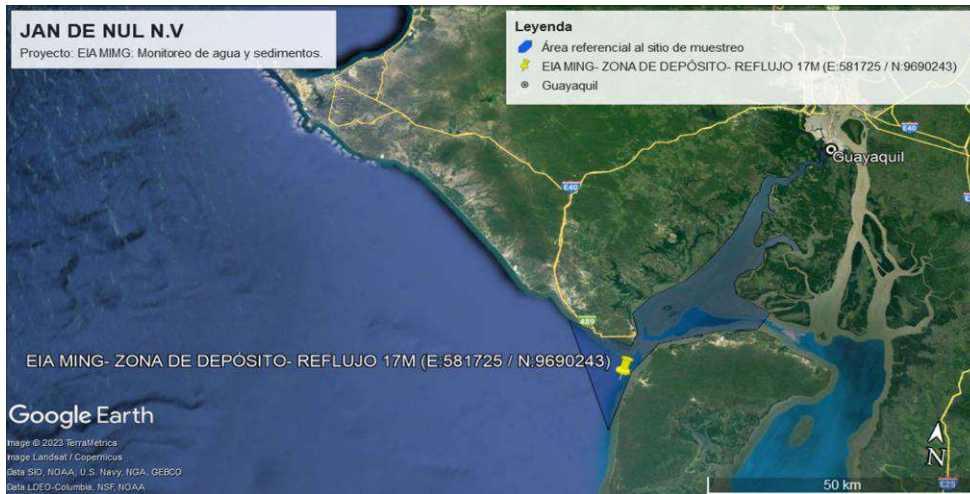 JAN DE NUL N.V
Proyecto: EIA MIMG: Monitoreo de agua y sedimentos.
Leyenda
Área referencial al sitio de muestreo
EIA MING- ZONA DE DEPÓSITO- REFLUJO 17M (E:581725 / N:9690243)
Guayaquil
E40
Guayaquil
E40
489
EIA MING- ZONA DE DEPÓSITO- REFLUJO 17M (E:581725 / N:9690243)
Google Earth
Image © 2023 TerraMetrics
Image Landsat / Copernicus
Data SIO, NOAA, U.S. Navy, NGA, GEBCO
Data LDEO-Columbia, NSF, NOAA
N
50 km
E25